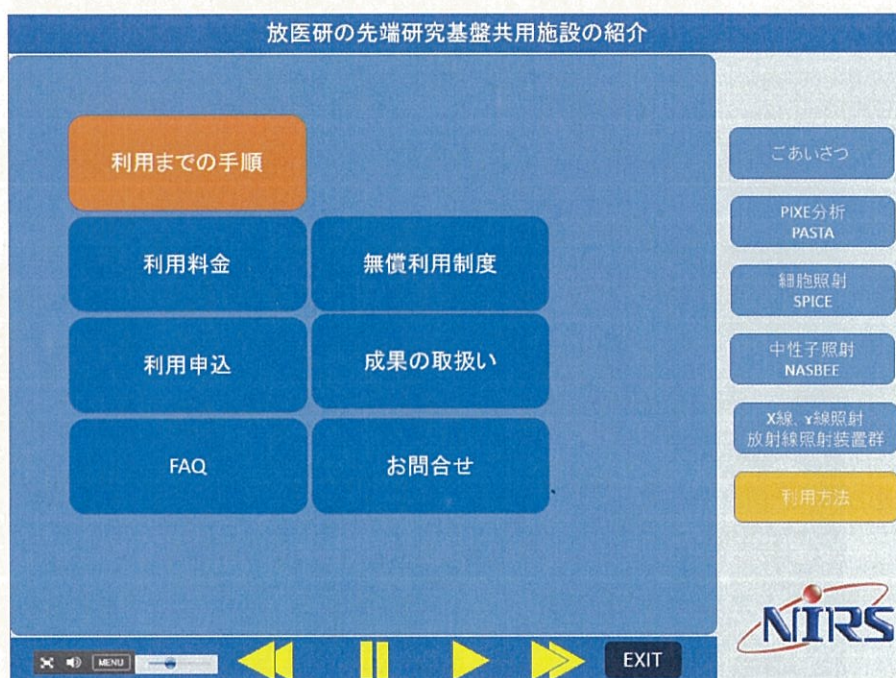 放医研の先端研究基盤共用施設の紹介
利用までの手順
利用料金
無償利用制度
利用申込
成果の取扱い
FAQ
お問合せ
ごあいさつ
PIXE分析
PASTA
細胞照射
SPICE
中性子照射
NASBEE
X線、γ線照射
放射線照射装置群
利用方法
NIRS
MENU
EXIT